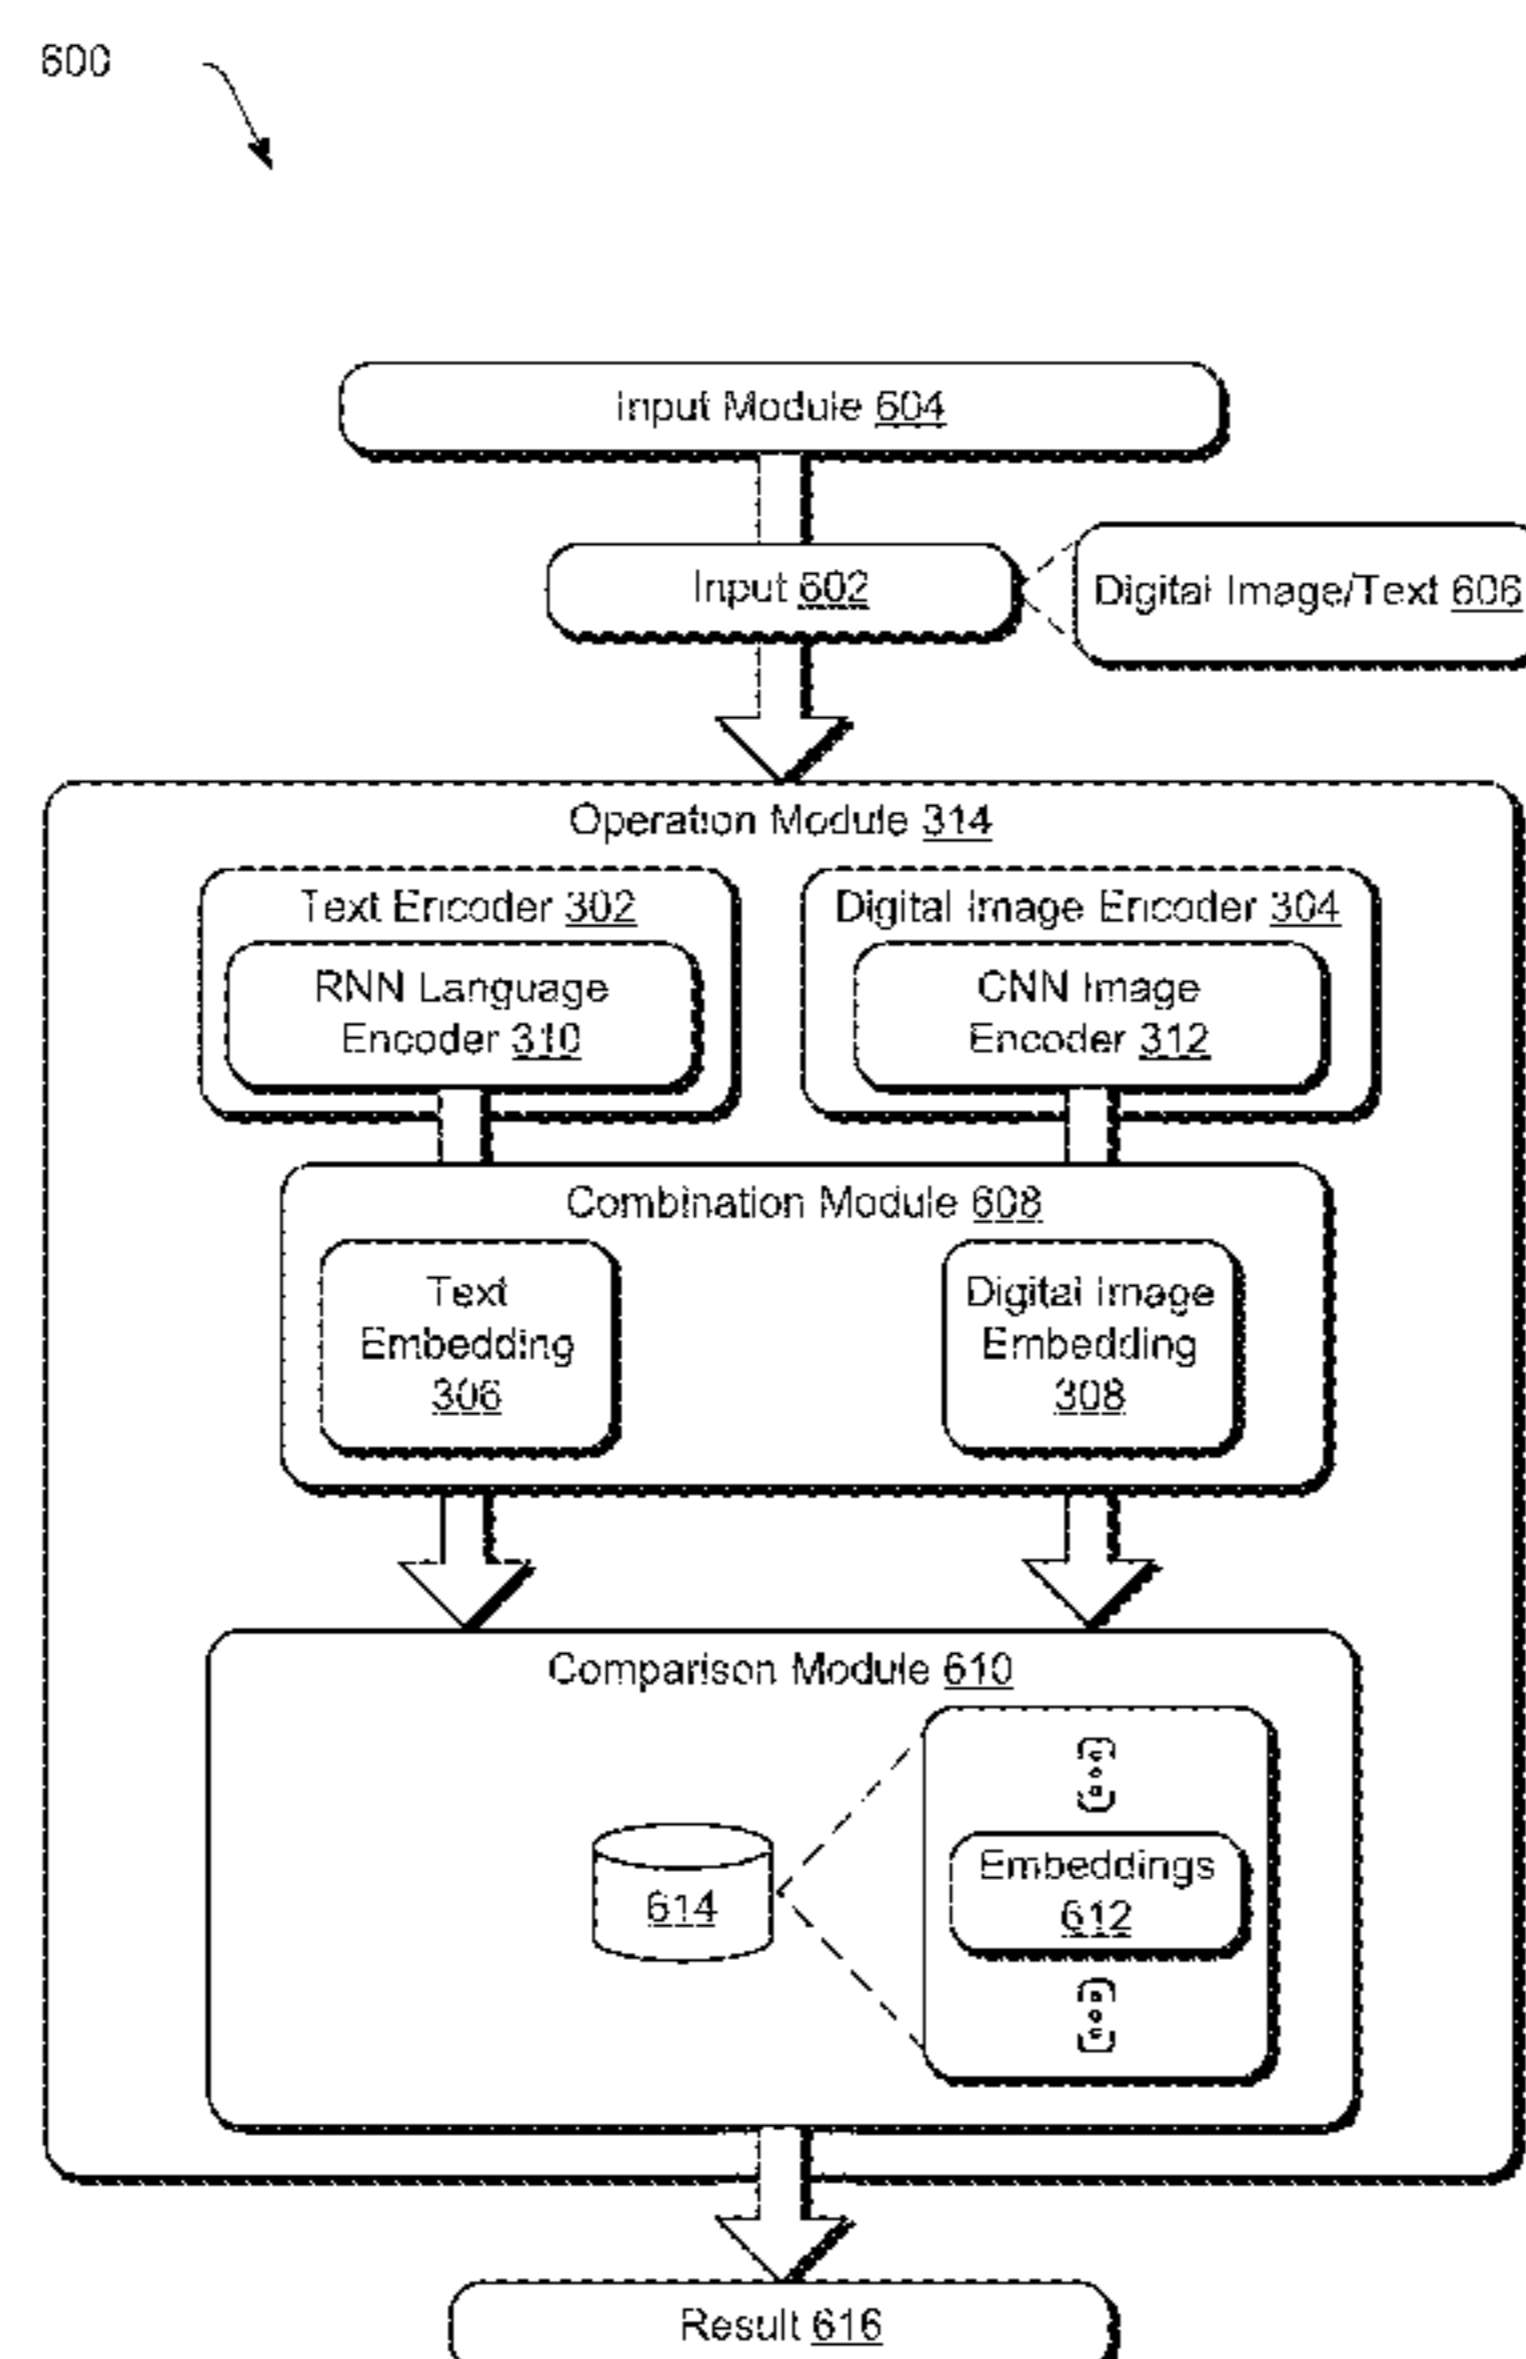 600
Input Module 604
Input 602
Digital Image/Text 606
Operation Module 314
Text Encoder 302
Digital Image Encoder 304
RNN Language
Encoder 310
CNN Image
Encoder 312
Combination Module 608
Text
Embedding
306
Digital Image
Embedding
308
Comparison Module 610
614
Embeddings
612
Result 616